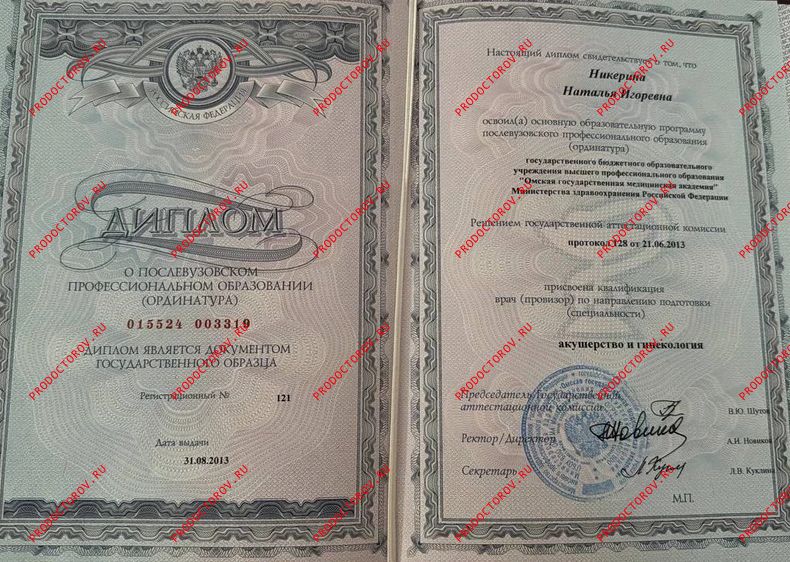 РОССИЙСКАЯ ФЕДЕРАЦИЯ
ДИПЛОМ
О ПОСЛЕВУЗОВСКОМ
ПРОФЕССИОНАЛЬНОМ ОБРАЗОВАНИИ
(ОРДИНАТУРА)
015524 003319
ДИПЛОМ ЯВЛЯЕТСЯ ДОКУМЕНТОМ
ГОСУДАРСТВЕННОГО ОБРАЗЦА
Регистрационный № 121
Дата выдачи
31.08.2013
Настоящий диплом свидетельствует о том, что
Никерина
Наталья Игоревна
освоил(а) основную образовательную программу
послевузовского профессионального образования
(ординатура)
государственного бюджетного образовательного
учреждения высшего профессионального образования
"Омская государственная медицинская академия"
Министерства здравоохранения Российской Федерации
Решением государственной аттестационной комиссии
протокол 128 от 21.06.2013
присвоена квалификация
врач (провизор) по направлению подготовки
(специальности)
акушерство и гинекология
Председатель Государственной
аттестационной комиссии В.Ю. Шутов
Ректор/Директор А.И. Новиков
Секретарь Л.В. Куклина
М.П.
PRODOCTOROV.RU